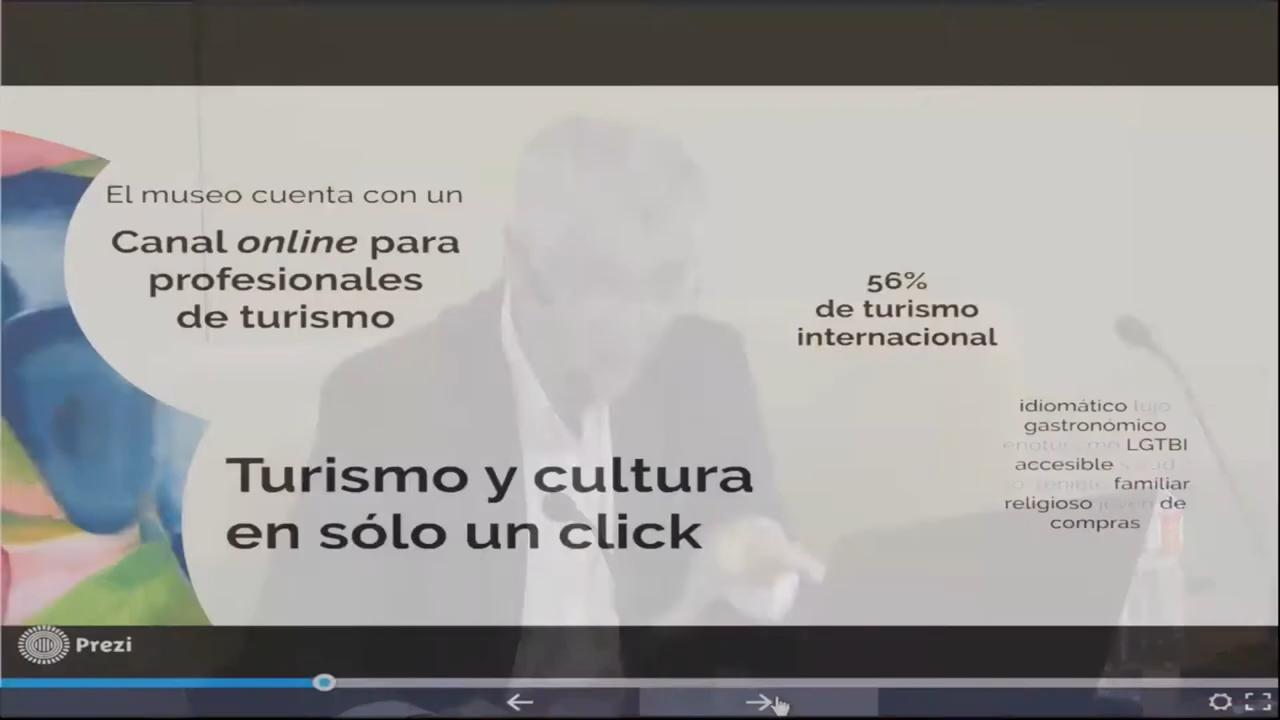 El museo cuenta con un
Canal online para
profesionales
de turismo
56%
de turismo
internacional
idiomático lujo
gastronómico
LGTBI
accesible
familiar
religioso joven de
compras
Turismo y cultura
en sólo un click
Prezi